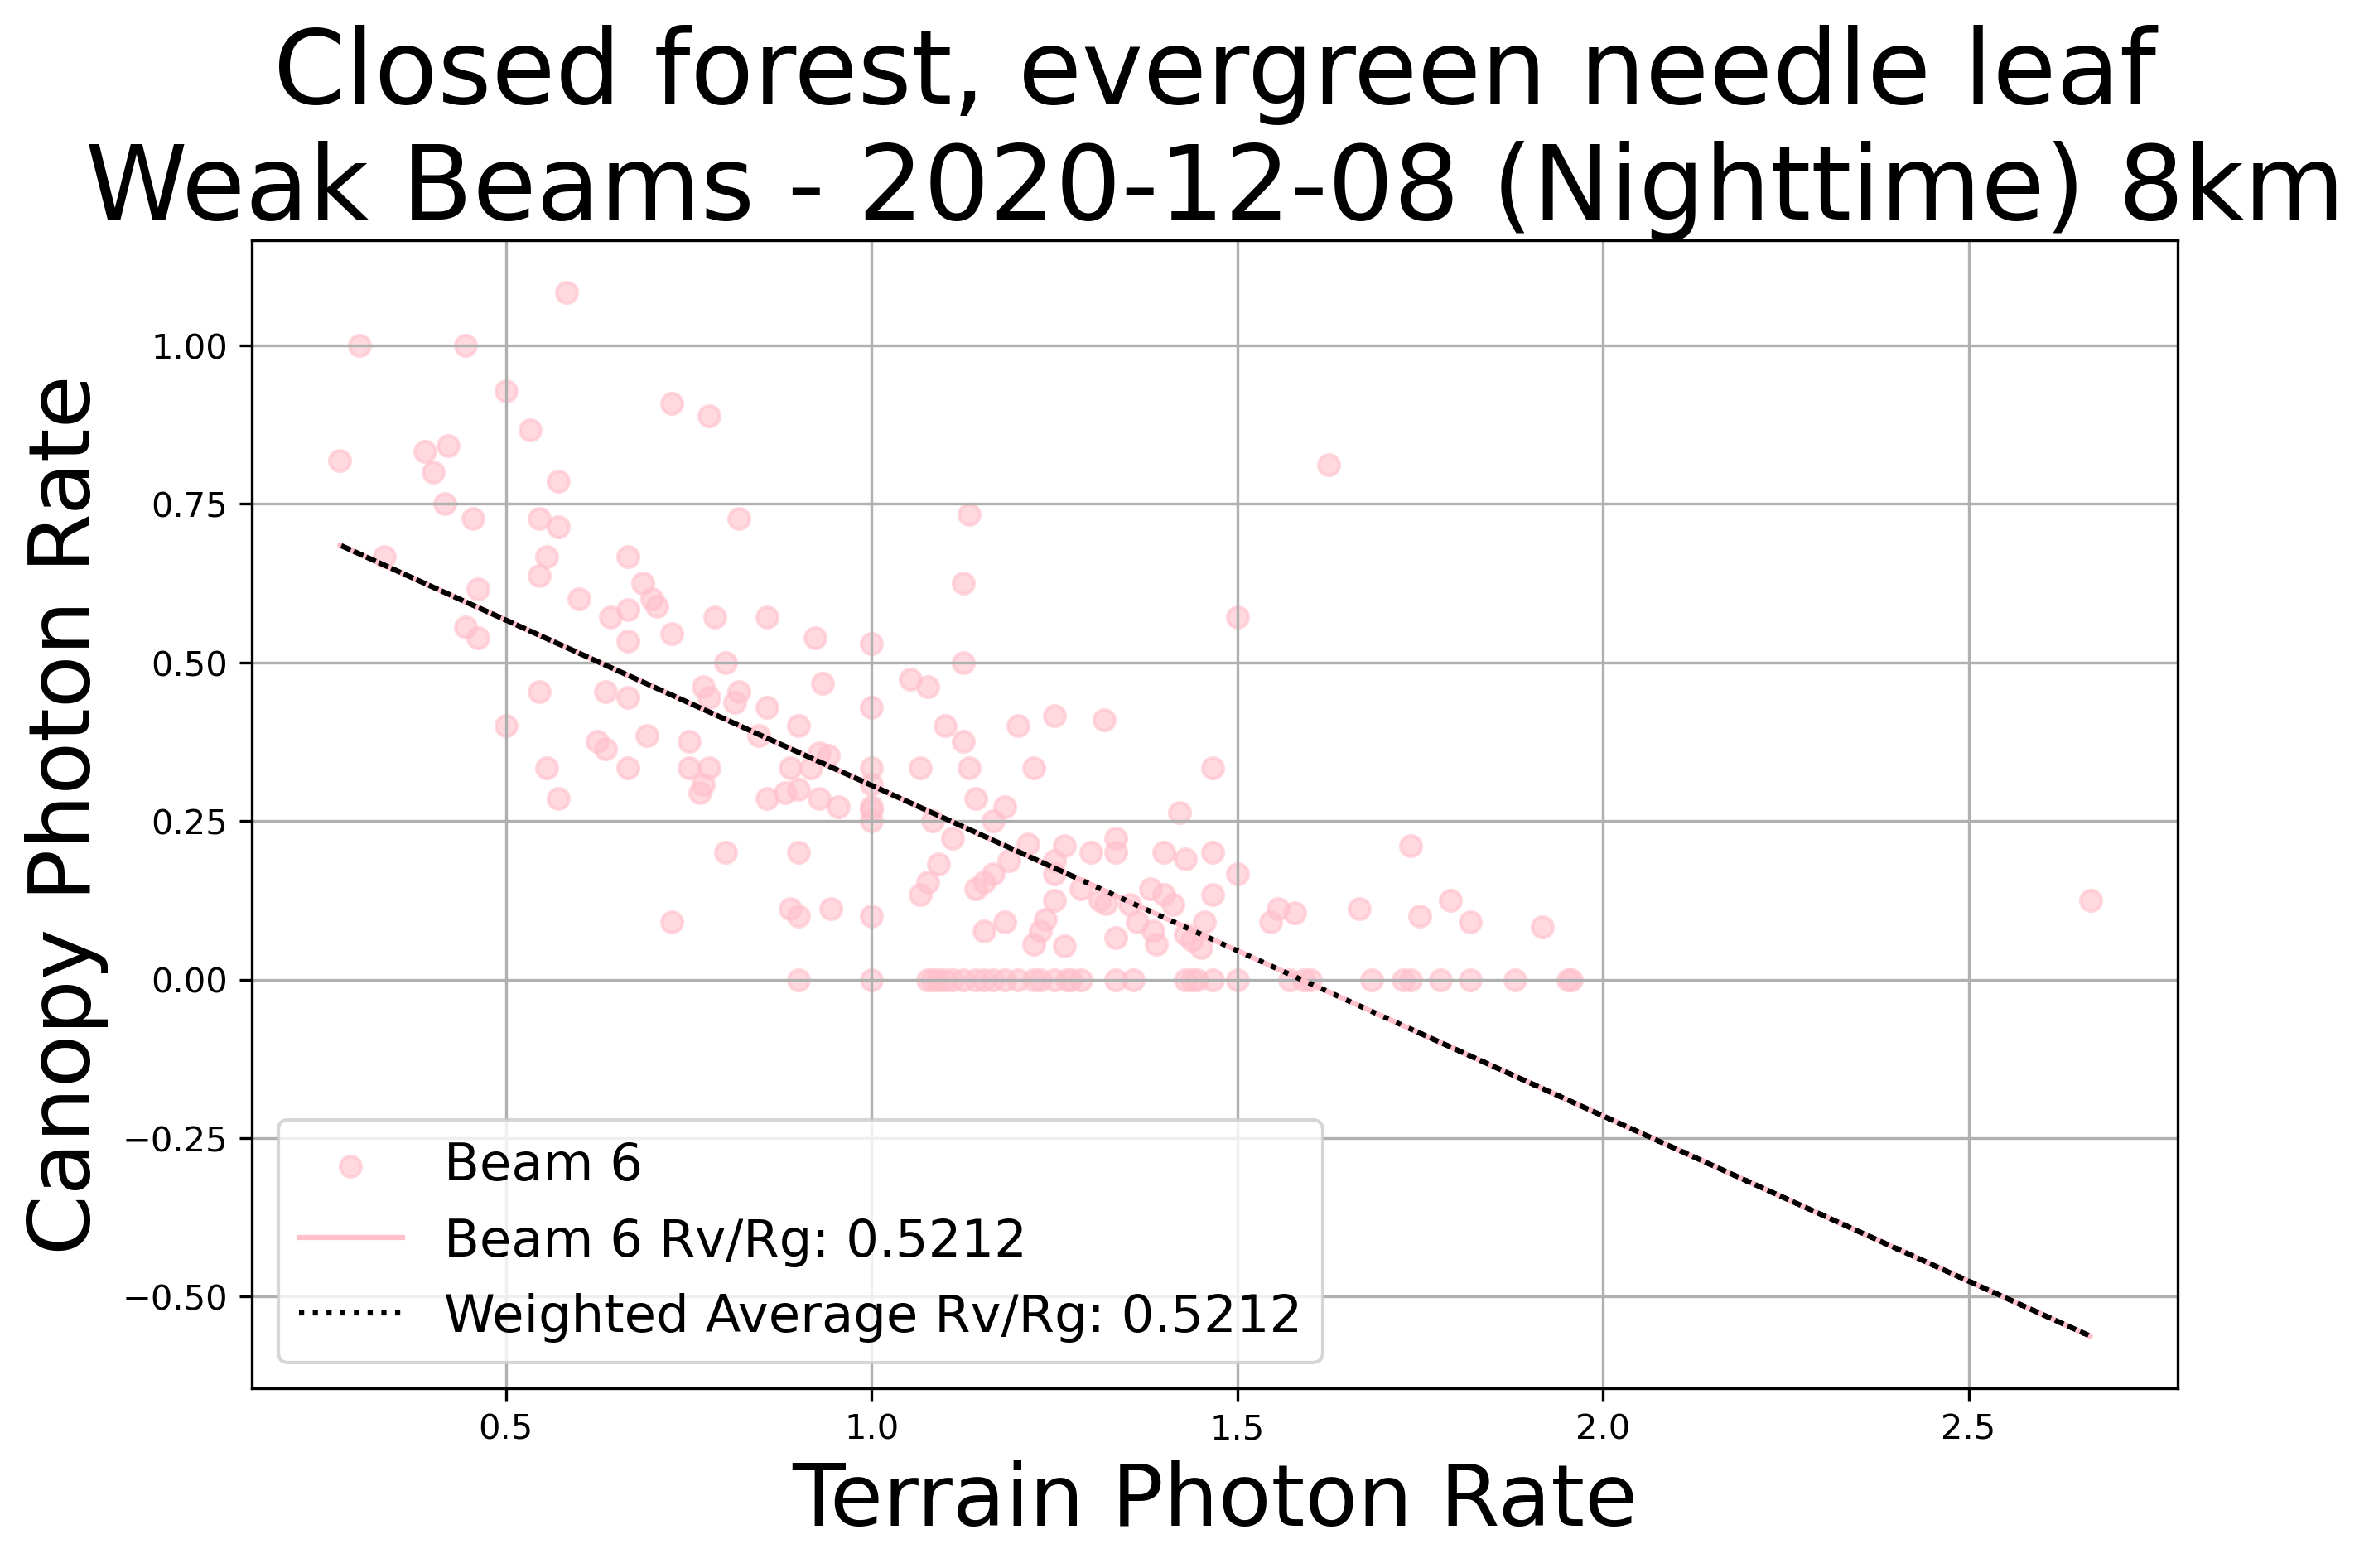 Closed forest, evergreen needle leaf
Weak Beams - 2020-12-08 (Nighttime) 8km
Canopy Photon Rate
1.00
0.75
0.50
0.25
0.00
−0.25
−0.50
Beam 6
Beam 6 Rv/Rg: 0.5212
Weighted Average Rv/Rg: 0.5212
0.5 1.0 1.5 2.0 2.5
Terrain Photon Rate